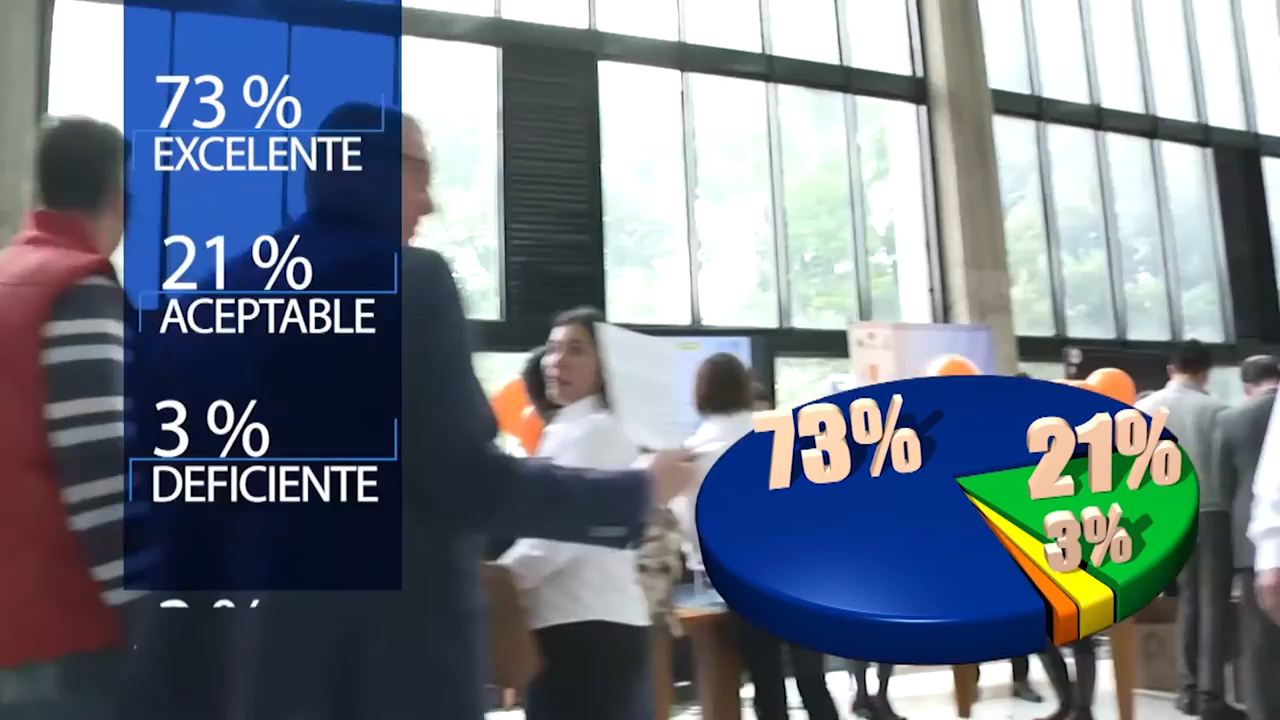 73 %
EXCELENTE
21 %
ACEPTABLE
3 %
DEFICIENTE
73%
21%
3%